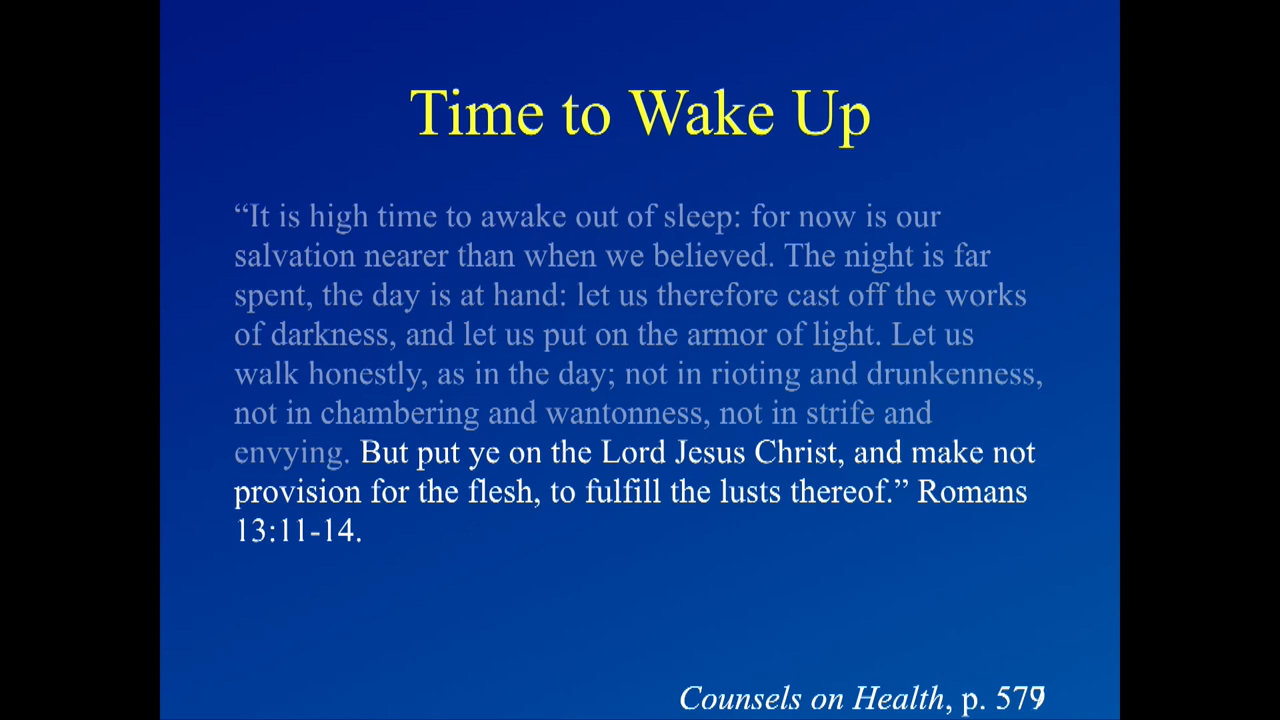 Time to Wake Up
“It is high time to awake out of sleep: for now is our
salvation nearer than when we believed. The night is far
spent, the day is at hand: let us therefore cast off the works
of darkness, and let us put on the armor of light. Let us
walk honestly, as in the day; not in rioting and drunkenness,
not in chambering and wantonness, not in strife and
envying. But put ye on the Lord Jesus Christ, and make not
provision for the flesh, to fulfill the lusts thereof.” Romans
13:11-14.
Counsels on Health, p.